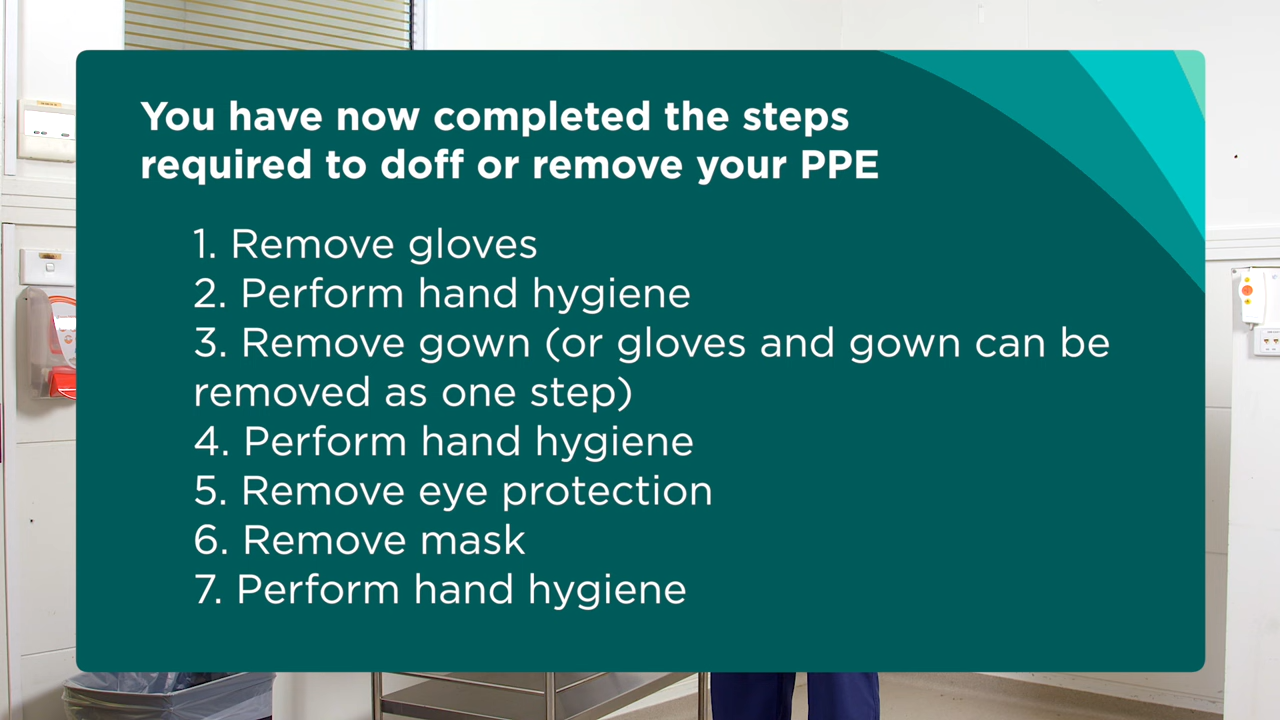 You have now completed the steps
required to doff or remove your PPE
1. Remove gloves
2. Perform hand hygiene
3. Remove gown (or gloves and gown can be
removed as one step)
4. Perform hand hygiene
5. Remove eye protection
6. Remove mask
7. Perform hand hygiene